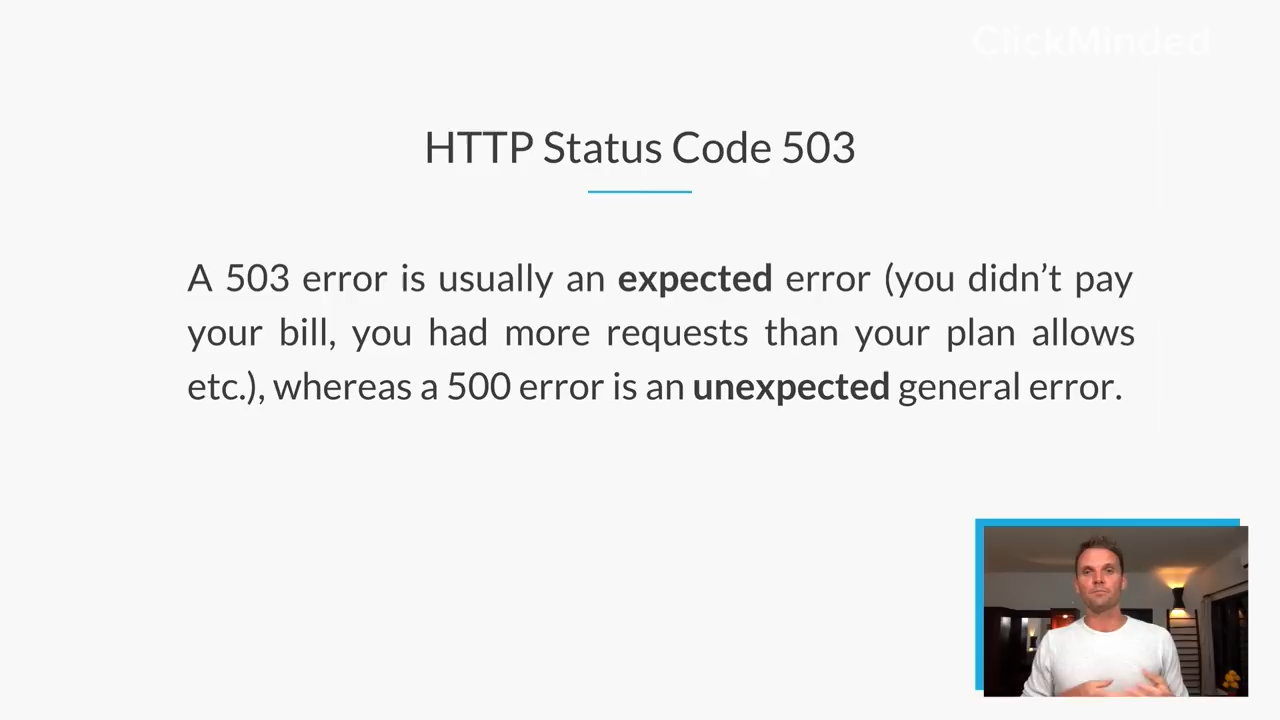 ClickMinded
HTTP Status Code 503
A 503 error is usually an expected error (you didn’t pay
your bill, you had more requests than your plan allows
etc.), whereas a 500 error is an unexpected general error.